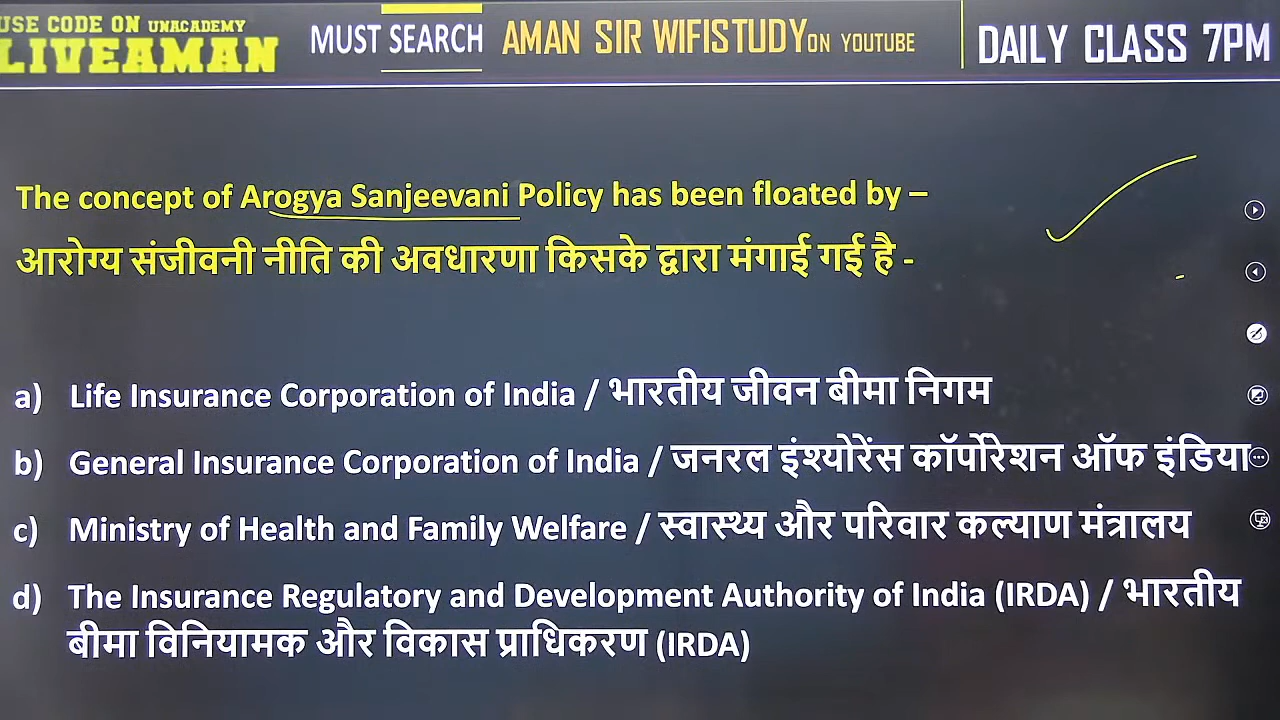 USE CODE ON UNACADEMY
LIVEAMAN
MUST SEARCH AMAN SIR WIFISTUDY ON YOUTUBE
DAILY CLASS 7PM
The concept of Arogya Sanjeevani Policy has been floated by –
आरोग्य संजीवनी नीति की अवधारणा किसके द्वारा मंगाई गई है -
a) Life Insurance Corporation of India / भारतीय जीवन बीमा निगम
b) General Insurance Corporation of India / जनरल इंश्योरेंस कॉर्पोरेशन ऑफ इंडिया
c) Ministry of Health and Family Welfare / स्वास्थ्य और परिवार कल्याण मंत्रालय
d) The Insurance Regulatory and Development Authority of India (IRDA) / भारतीय
बीमा विनियामक और विकास प्राधिकरण (IRDA)